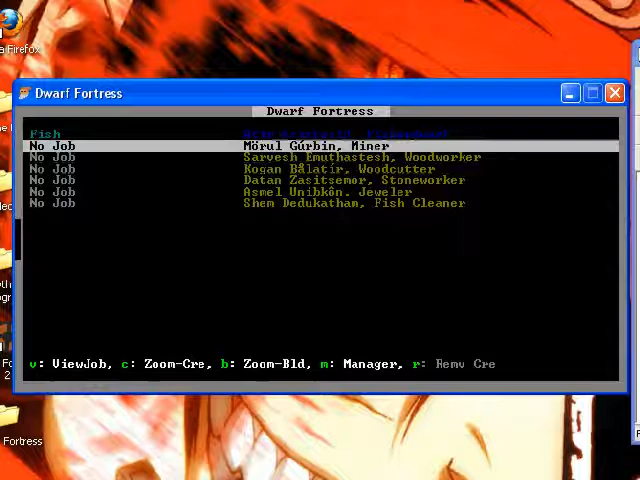 a Firefox
Dwarf Fortress
Dwarf Fortress
Fish
No Job Mörul Gúrbin, Miner
No Job Sarvesh Emuthastesh, Woodworker
No Job Kogan Bålatír, Woodcutter
No Job Datan Zasitsemor, Stoneworker
No Job Asmel Unibkôn, Jeweler
No Job Shem Dedukathan, Fish Cleaner
v: ViewJob, c: Zoom-Cre, b: Zoom-Bld, m: Manager, r: Remv Cre
Fortress